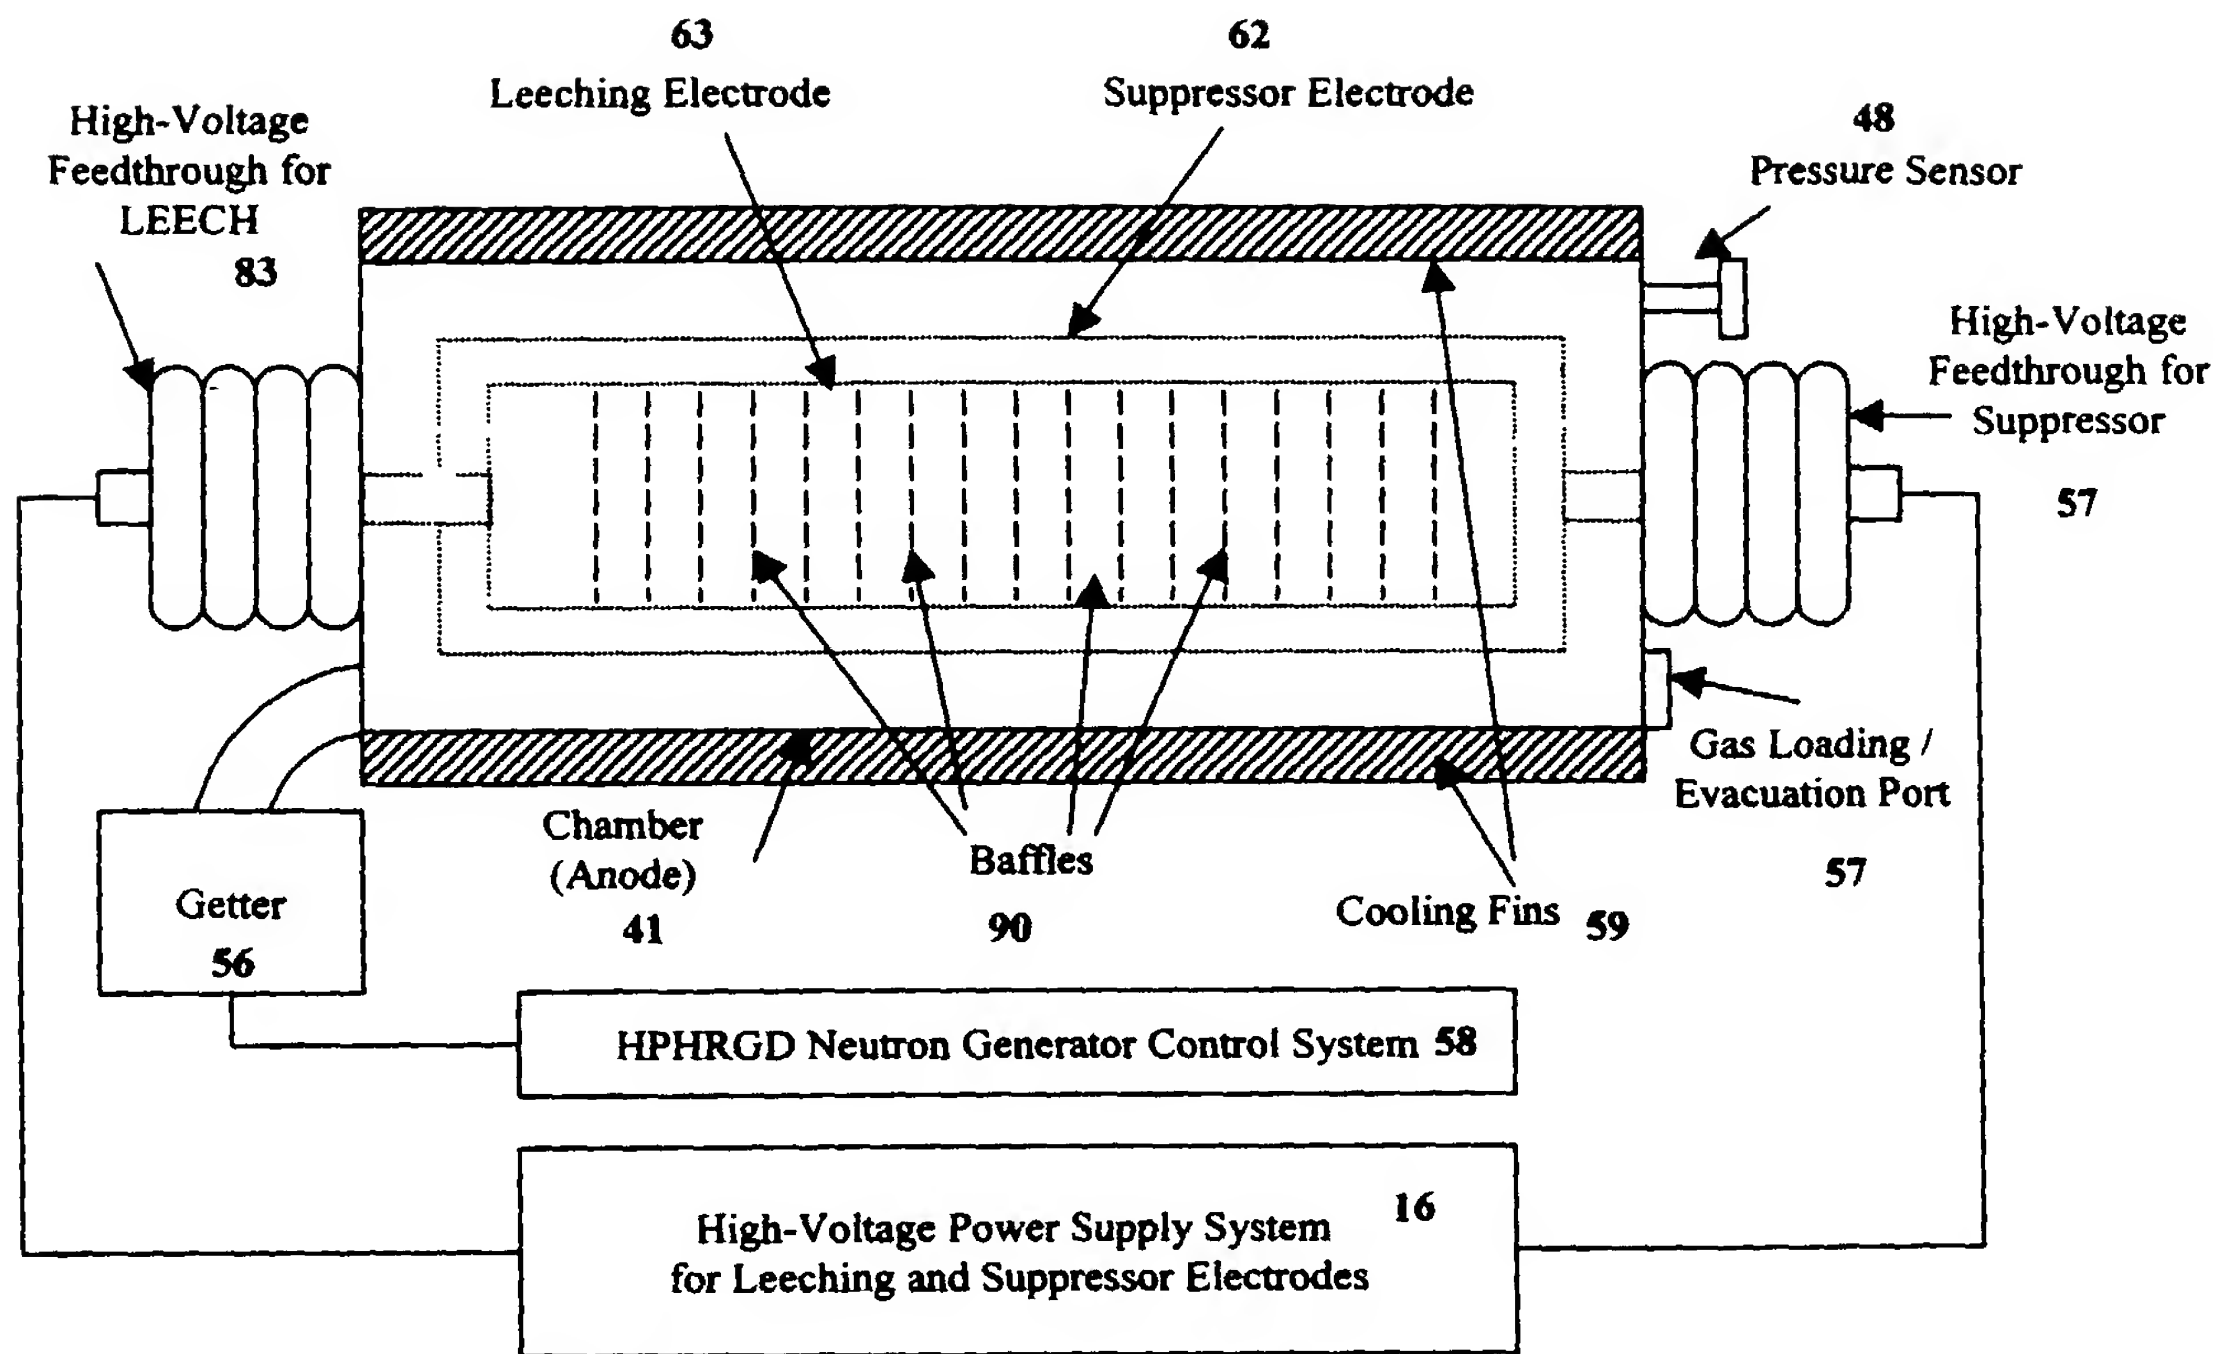 63
Leeching Electrode
62
Suppressor Electrode
High-Voltage
Feedthrough for
LEECH
83
48
Pressure Sensor
High-Voltage
Feedthrough for
Suppressor
57
Gas Loading /
Evacuation Port
57
Chamber
(Anode)
41
Baffles
90
Cooling Fins 59
Getter
56
HPHRGD Neutron Generator Control System 58
16
High-Voltage Power Supply System
for Leeching and Suppressor Electrodes